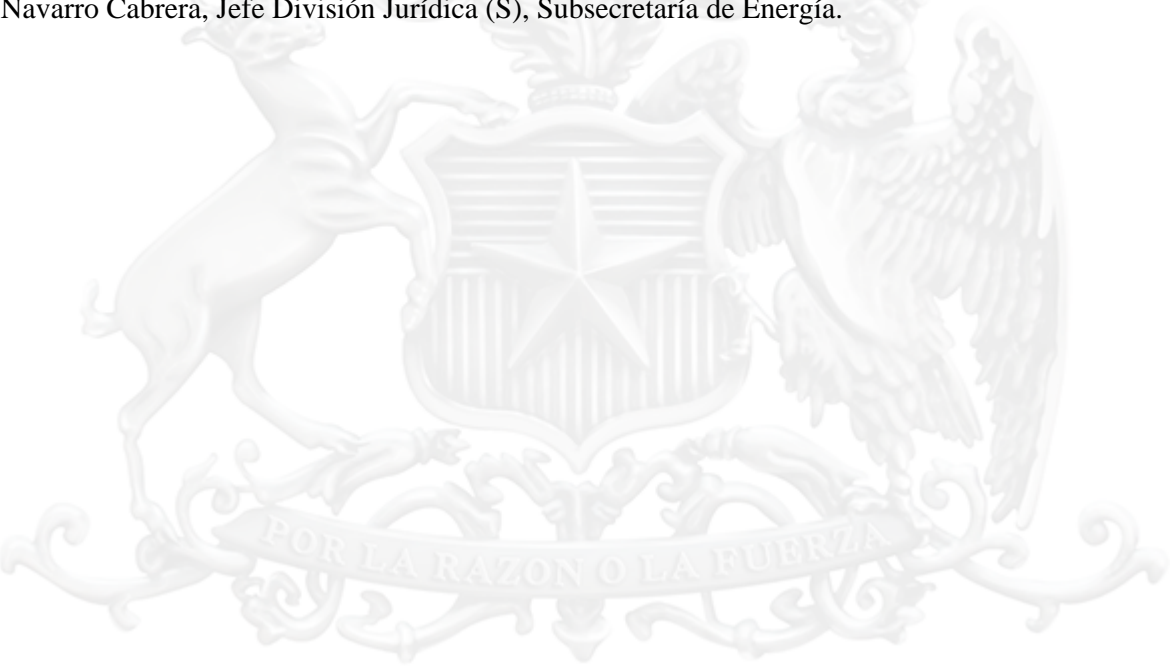 Navarro Cabrera, Jefe División Jurídica (S), Subsecretaría de Energía.
POR LA RAZON O LA FUERZA